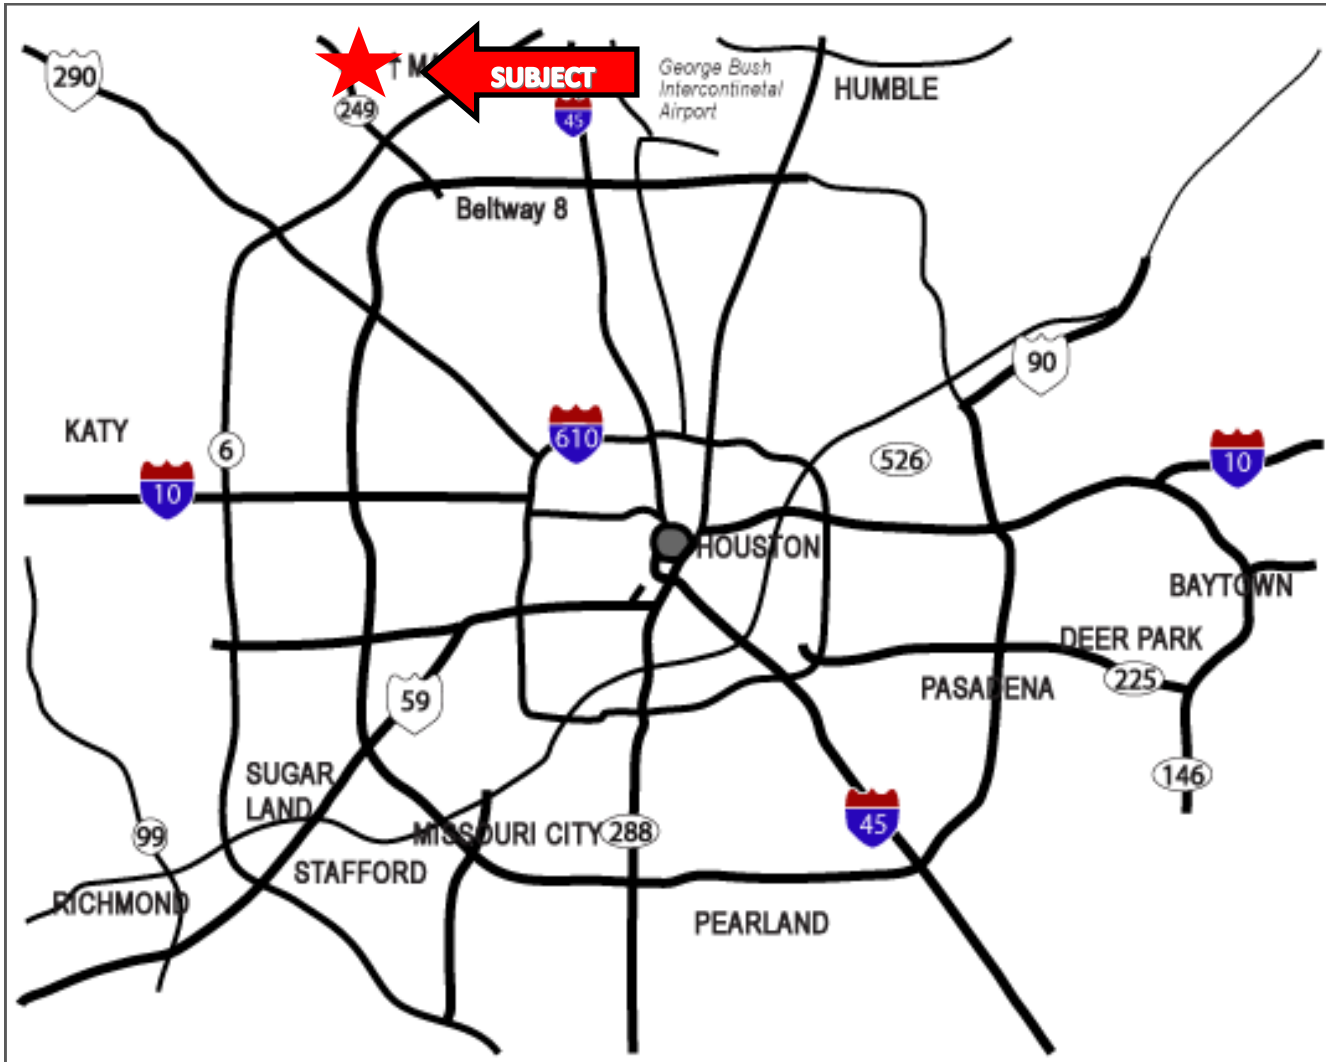 290
249
SUBJECT
45
George Bush
Intercontinetal
Airport
HUMBLE
Beltway 8
90
KATY
6
10
610
526
10
HOUSTON
BAYTOWN
DEER PARK
225
PASADENA
59
146
SUGAR
LAND
99
MISSOURI CITY
288
45
STAFFORD
RICHMOND
PEARLAND